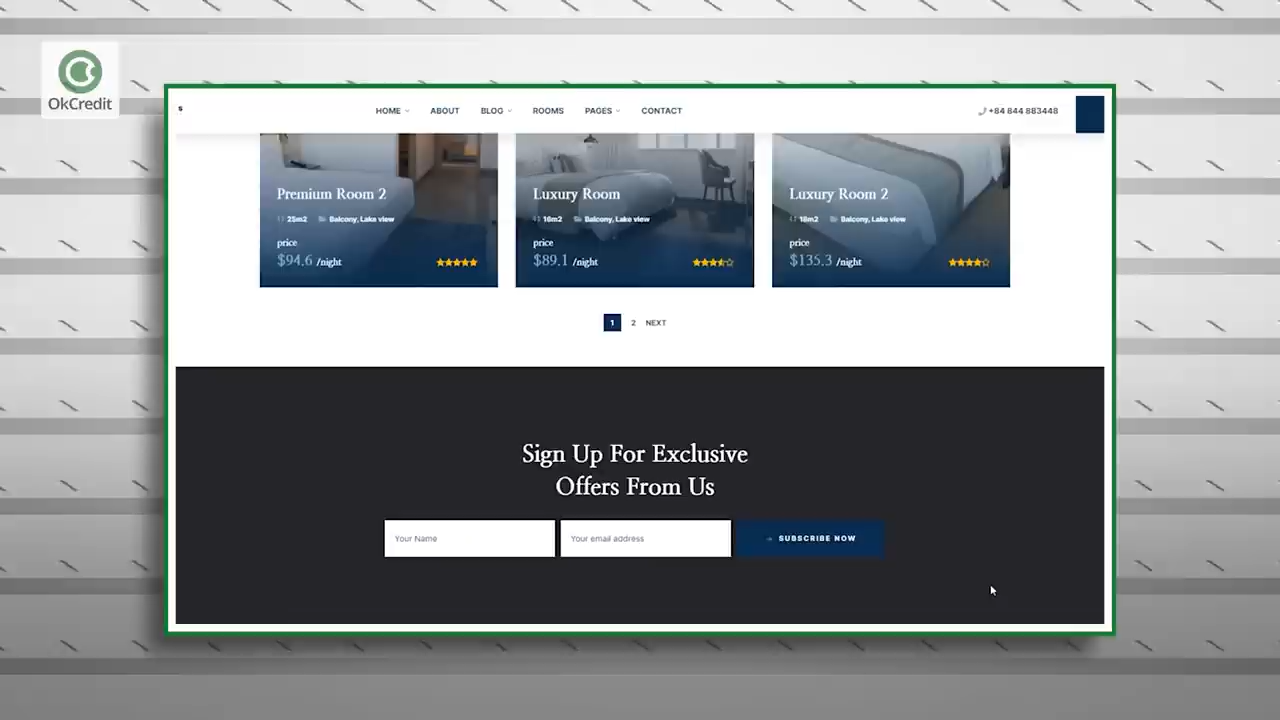 OkCredit
s
HOME ABOUT BLOG ROOMS PAGES CONTACT
+84 844 883448
Premium Room 2
25m2 Balcony, Lake view
price
$94.6 /night
Luxury Room
16m2 Balcony, Lake view
price
$89.1 /night
Luxury Room 2
18m2 Balcony, Lake view
price
$135.3 /night
1 2 NEXT
Sign Up For Exclusive
Offers From Us
Your Name
Your email address
SUBSCRIBE NOW